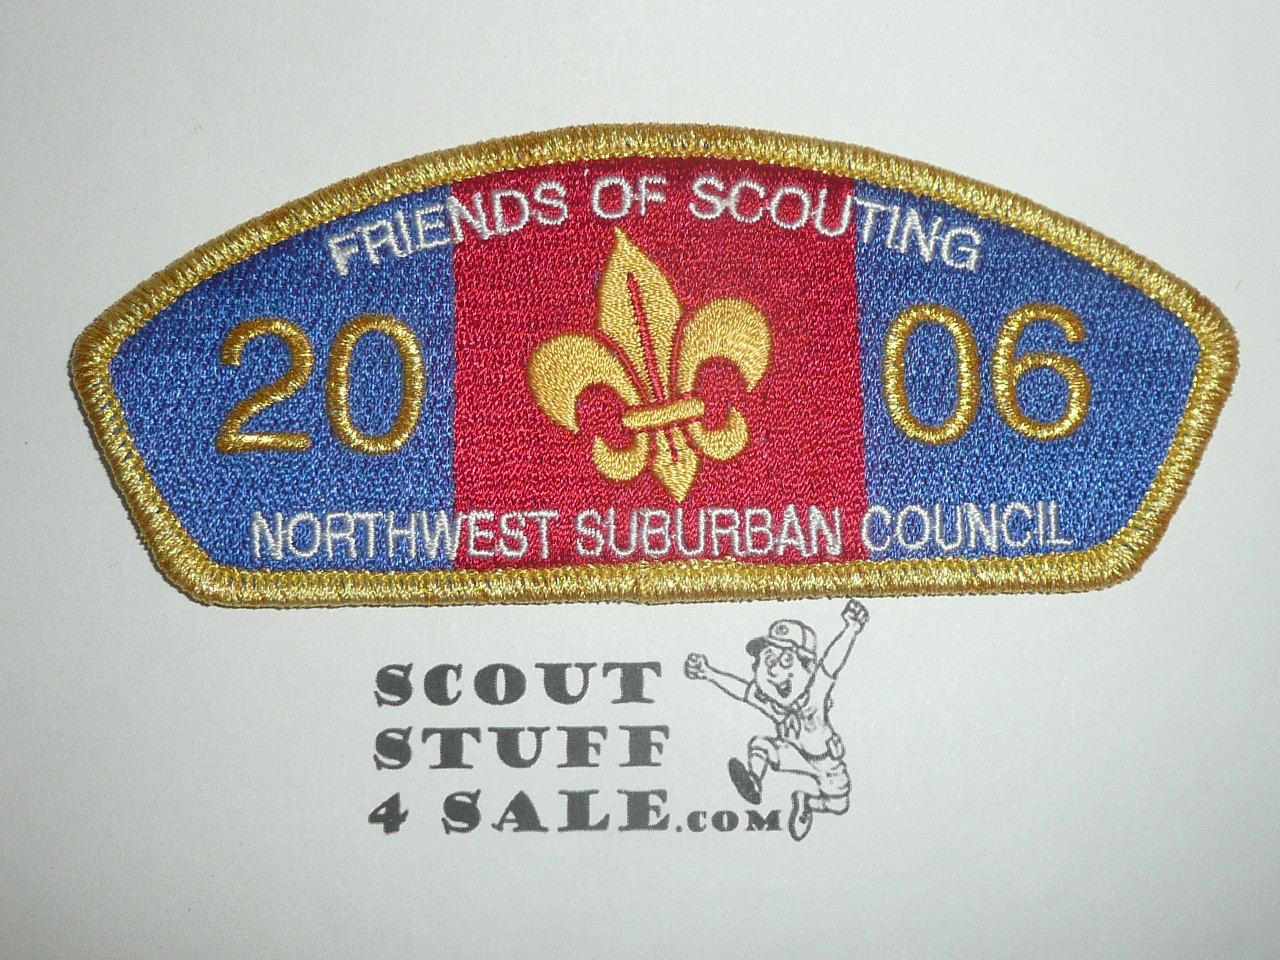 FRIENDS OF SCOUTING
20 06
NORTHWEST SUBURBAN COUNCIL
SCOUT
STUFF
4 SALE.COM